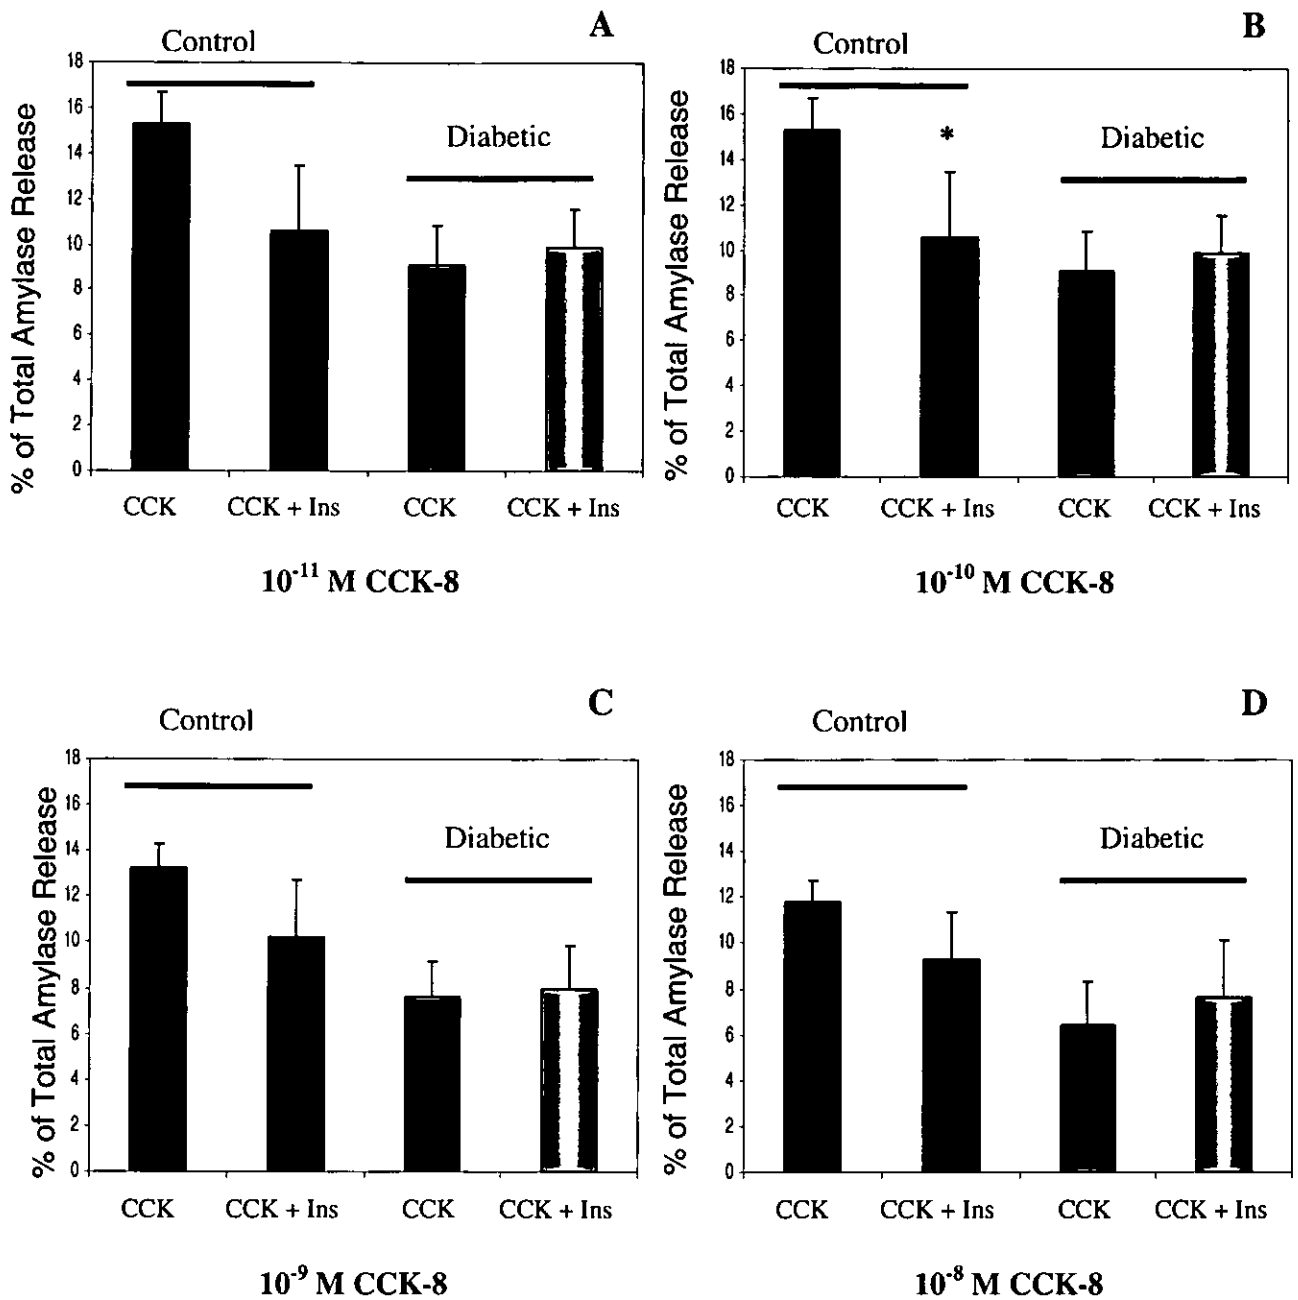 A
Control
% of Total Amylase Release
18
16
14
12
10
8
6
4
2
0
Diabetic
CCK CCK + Ins CCK CCK + Ins
10⁻¹¹ M CCK-8
B
Control
% of Total Amylase Release
18
16
14
12
10
8
6
4
2
0
*
Diabetic
CCK CCK + Ins CCK CCK + Ins
10⁻¹⁰ M CCK-8
C
Control
% of Total Amylase Release
18
16
14
12
10
8
6
4
2
0
Diabetic
CCK CCK + Ins CCK CCK + Ins
10⁻⁹ M CCK-8
D
Control
% of Total Amylase Release
18
16
14
12
10
8
6
4
2
0
Diabetic
CCK CCK + Ins CCK CCK + Ins
10⁻⁸ M CCK-8